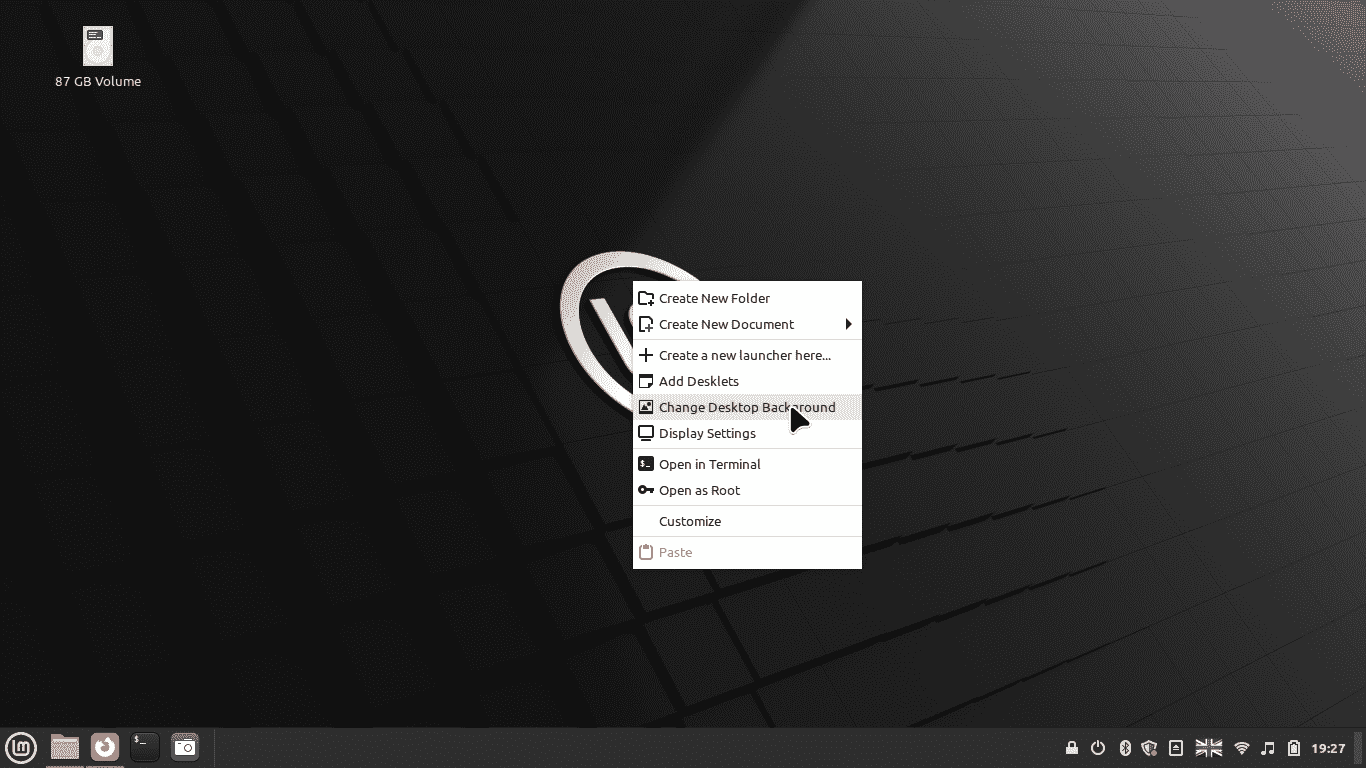 87 GB Volume
Create New Folder
Create New Document
Create a new launcher here...
Add Desklets
Change Desktop Background
Display Settings
Open in Terminal
Open as Root
Customize
Paste
19:27